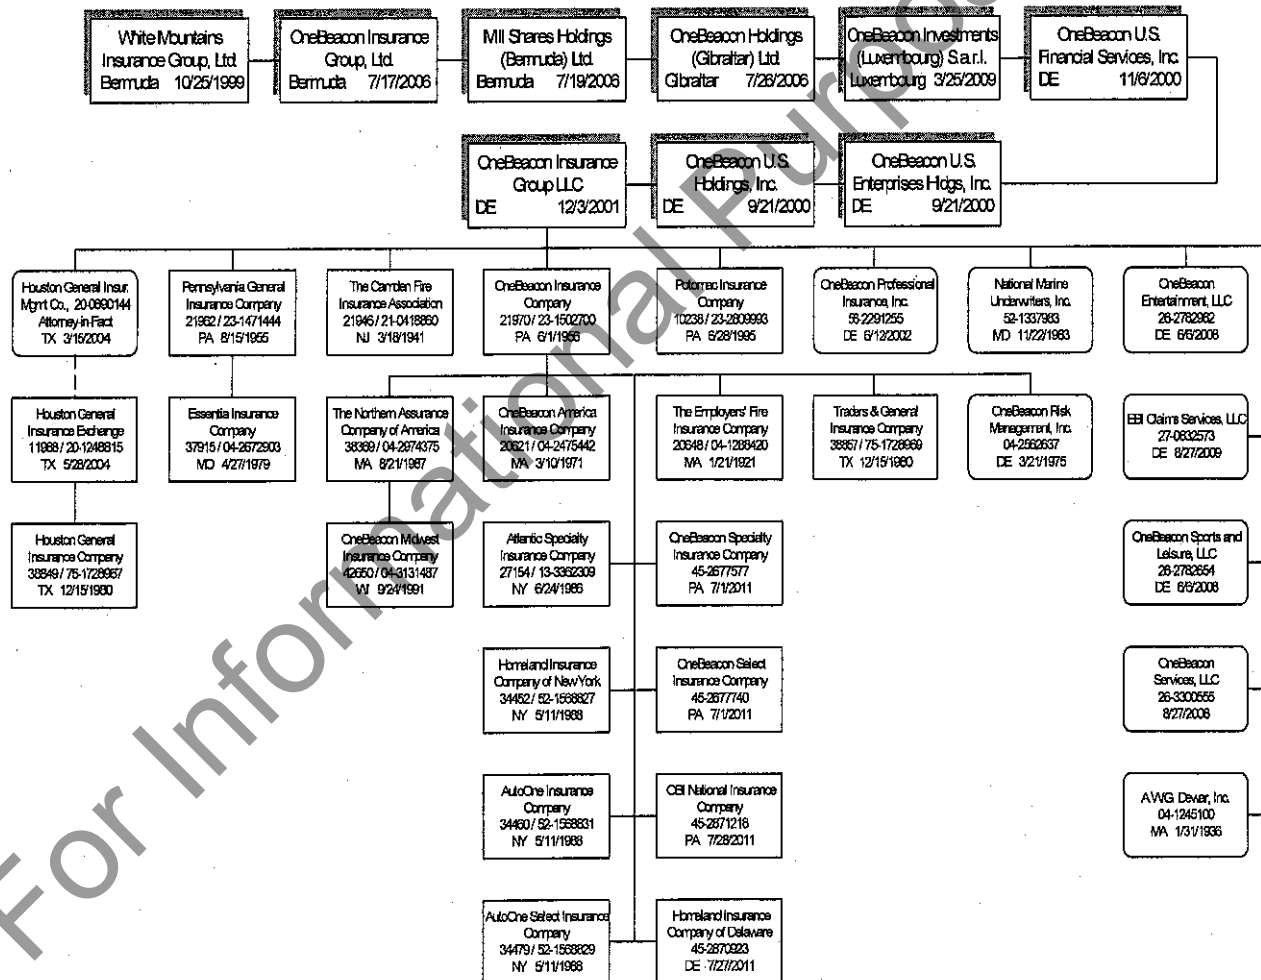 White Mountains
Insurance Group, Ltd.
Bermuda 10/25/1999
OneBeacon Insurance
Group, Ltd.
Bermuda 7/17/2006
MII Shares Holdings
(Bermuda) Ltd.
Bermuda 7/19/2006
OneBeacon Holdings
(Gibraltar) Ltd.
Gibraltar 7/26/2006
OneBeacon Investments
(Luxembourg) S.a.r.l.
Luxembourg 3/25/2009
OneBeacon U.S.
Financial Services, Inc.
DE 11/6/2000
OneBeacon Insurance
Group LLC
DE 12/3/2001
OneBeacon U.S.
Holdings, Inc.
DE 9/21/2000
OneBeacon U.S.
Enterprises Hldgs, Inc.
DE 9/21/2000
Houston General Insur.
Mgmt Co., 20-0690144
Attorney-in-Fact
TX 3/15/2004
Pennsylvania General
Insurance Company
21962 / 23-1471444
PA 8/15/1955
The Camden Fire
Insurance Association
21946 / 21-0418860
NJ 3/18/1941
OneBeacon Insurance
Company
21970 / 23-1502700
PA 6/1/1956
Potomac Insurance
Company
10238 / 23-2809993
PA 6/28/1995
OneBeacon Professional
Insurance, Inc.
56-2291255
DE 6/12/2002
National Marine
Underwriters, Inc.
52-1337983
MD 11/22/1983
OneBeacon
Entertainment, LLC
26-2782982
DE 6/6/2008
Houston General
Insurance Exchange
11968 / 20-1248815
TX 5/28/2004
Essentia Insurance
Company
37915 / 04-2672903
MO 4/27/1979
The Northern Assurance
Company of America
38369 / 04-2974375
MA 8/21/1987
OneBeacon America
Insurance Company
20621 / 04-2475442
MA 3/10/1971
The Employers' Fire
Insurance Company
20648 / 04-1288420
MA 1/21/1921
Traders & General
Insurance Company
38867 / 75-1728969
TX 12/15/1980
OneBeacon Risk
Management, Inc.
04-2562637
DE 3/21/1975
EBI Claims Services, LLC
27-0832573
DE 8/27/2009
Houston General
Insurance Company
38849 / 75-1728967
TX 12/15/1980
OneBeacon Midwest
Insurance Company
42650 / 04-3131487
WI 9/24/1991
Atlantic Specialty
Insurance Company
27154 / 13-3362309
NY 6/24/1986
OneBeacon Specialty
Insurance Company
45-2677577
PA 7/1/2011
OneBeacon Sports and
Leisure, LLC
26-2782654
DE 6/6/2008
Homeland Insurance
Company of New York
34452 / 52-1568827
NY 5/11/1988
OneBeacon Select
Insurance Company
45-2677740
PA 7/1/2011
OneBeacon
Services, LLC
26-3300555
8/27/2008
AutoOne Insurance
Company
34460 / 52-1568831
NY 5/11/1988
OBI National Insurance
Company
45-2871218
PA 7/28/2011
AWG Dewar, Inc.
04-1245100
MA 1/31/1936
AutoOne Select Insurance
Company
34479 / 52-1568829
NY 5/11/1988
Homeland Insurance
Company of Delaware
45-2870923
DE 7/27/2011
For Informational Purpo